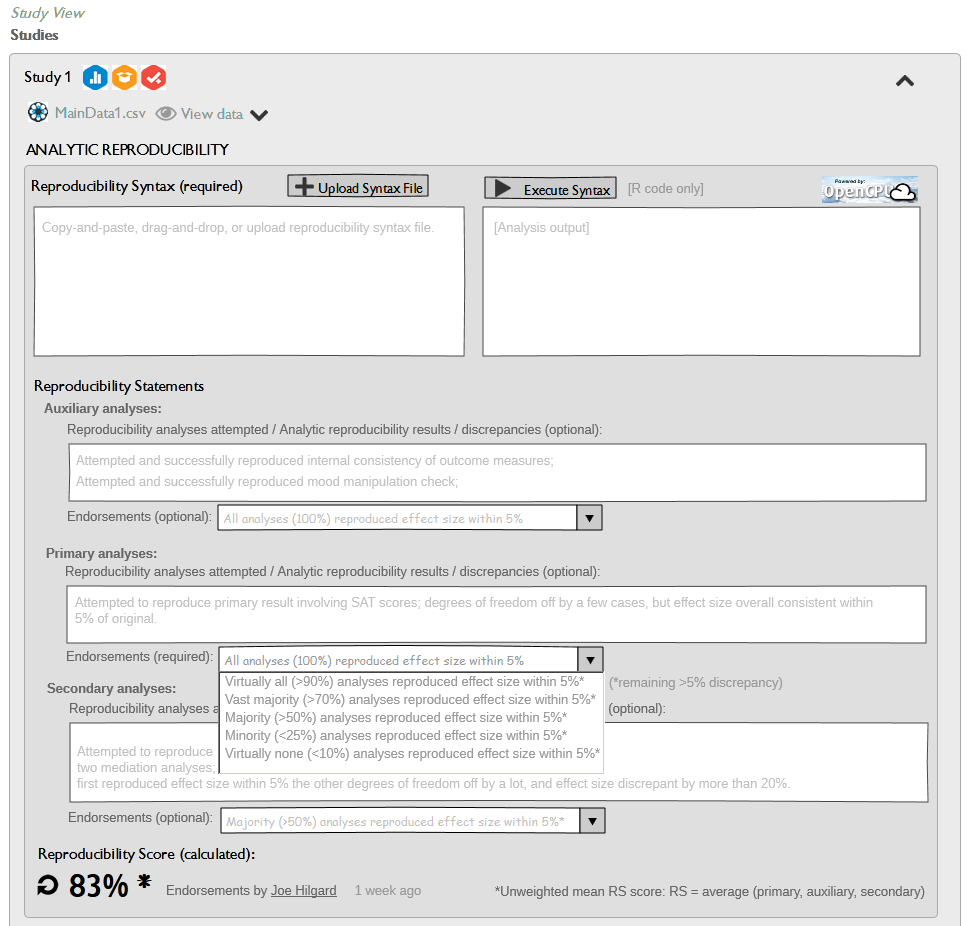 Study View
Studies
Study 1
MainData1.csv View data
ANALYTIC REPRODUCIBILITY
Reproducibility Syntax (required) Upload Syntax File Execute Syntax [R code only] Powered by: OpenCPU
Copy-and-paste, drag-and-drop, or upload reproducibility syntax file. [Analysis output]
Reproducibility Statements
Auxiliary analyses:
Reproducibility analyses attempted / Analytic reproducibility results / discrepancies (optional):
Attempted and successfully reproduced internal consistency of outcome measures;
Attempted and successfully reproduced mood manipulation check;
Endorsements (optional): All analyses (100%) reproduced effect size within 5%
Primary analyses:
Reproducibility analyses attempted / Analytic reproducibility results / discrepancies (optional):
Attempted to reproduce primary result involving SAT scores; degrees of freedom off by a few cases, but effect size overall consistent within
5% of original.
Endorsements (required): All analyses (100%) reproduced effect size within 5%
Virtually all (>90%) analyses reproduced effect size within 5%* (*remaining >5% discrepancy)
Secondary analyses: Vast majority (>70%) analyses reproduced effect size within 5%*
Reproducibility analyses a Majority (>50%) analyses reproduced effect size within 5%* (optional):
Minority (<25%) analyses reproduced effect size within 5%*
Attempted to reproduce Virtually none (<10%) analyses reproduced effect size within 5%*
two mediation analyses;
first reproduced effect size within 5% the other degrees of freedom off by a lot, and effect size discrepant by more than 20%.
Endorsements (optional): Majority (>50%) analyses reproduced effect size within 5%*
Reproducibility Score (calculated):
83% * Endorsements by Joe Hilgard 1 week ago *Unweighted mean RS score: RS = average (primary, auxiliary, secondary)